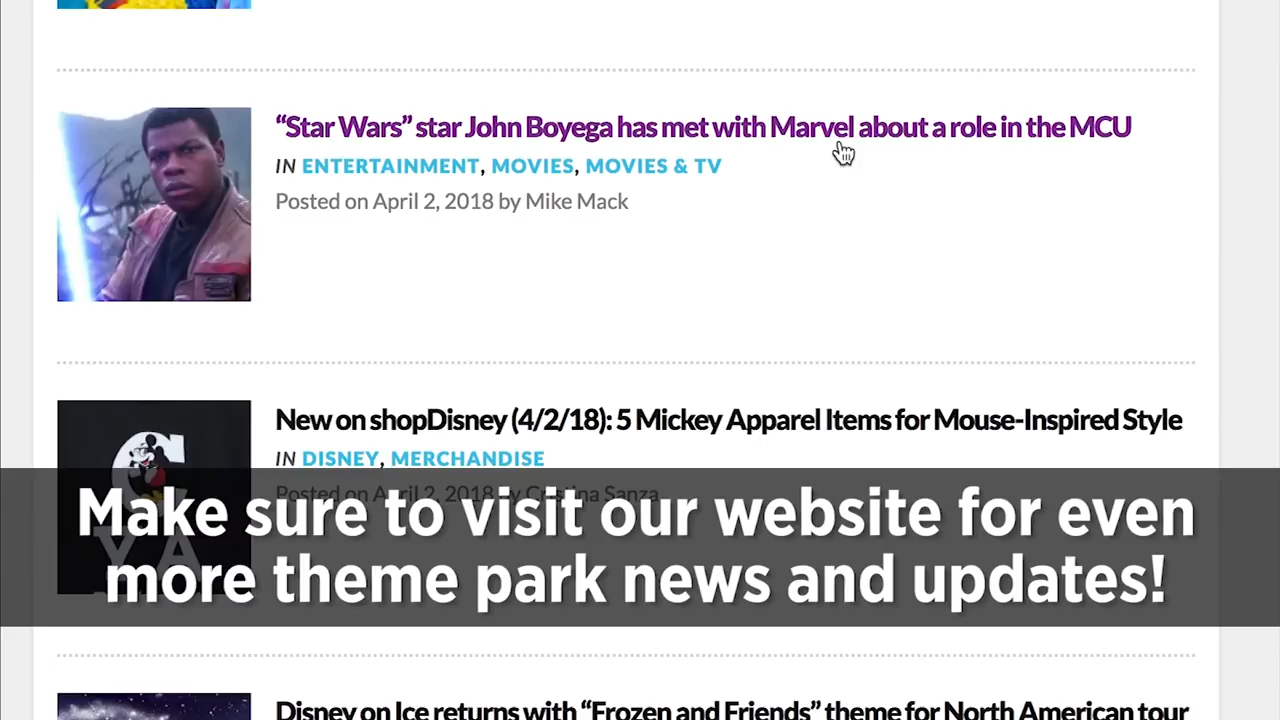 “Star Wars” star John Boyega has met with Marvel about a role in the MCU
IN ENTERTAINMENT, MOVIES, MOVIES & TV
Posted on April 2, 2018 by Mike Mack
New on shopDisney (4/2/18): 5 Mickey Apparel Items for Mouse-Inspired Style
IN DISNEY, MERCHANDISE
Posted on April 2, 2018 by Cristina Sanza
C
YA
Make sure to visit our website for even
more theme park news and updates!
Disney on Ice returns with “Frozen and Friends” theme for North American tour